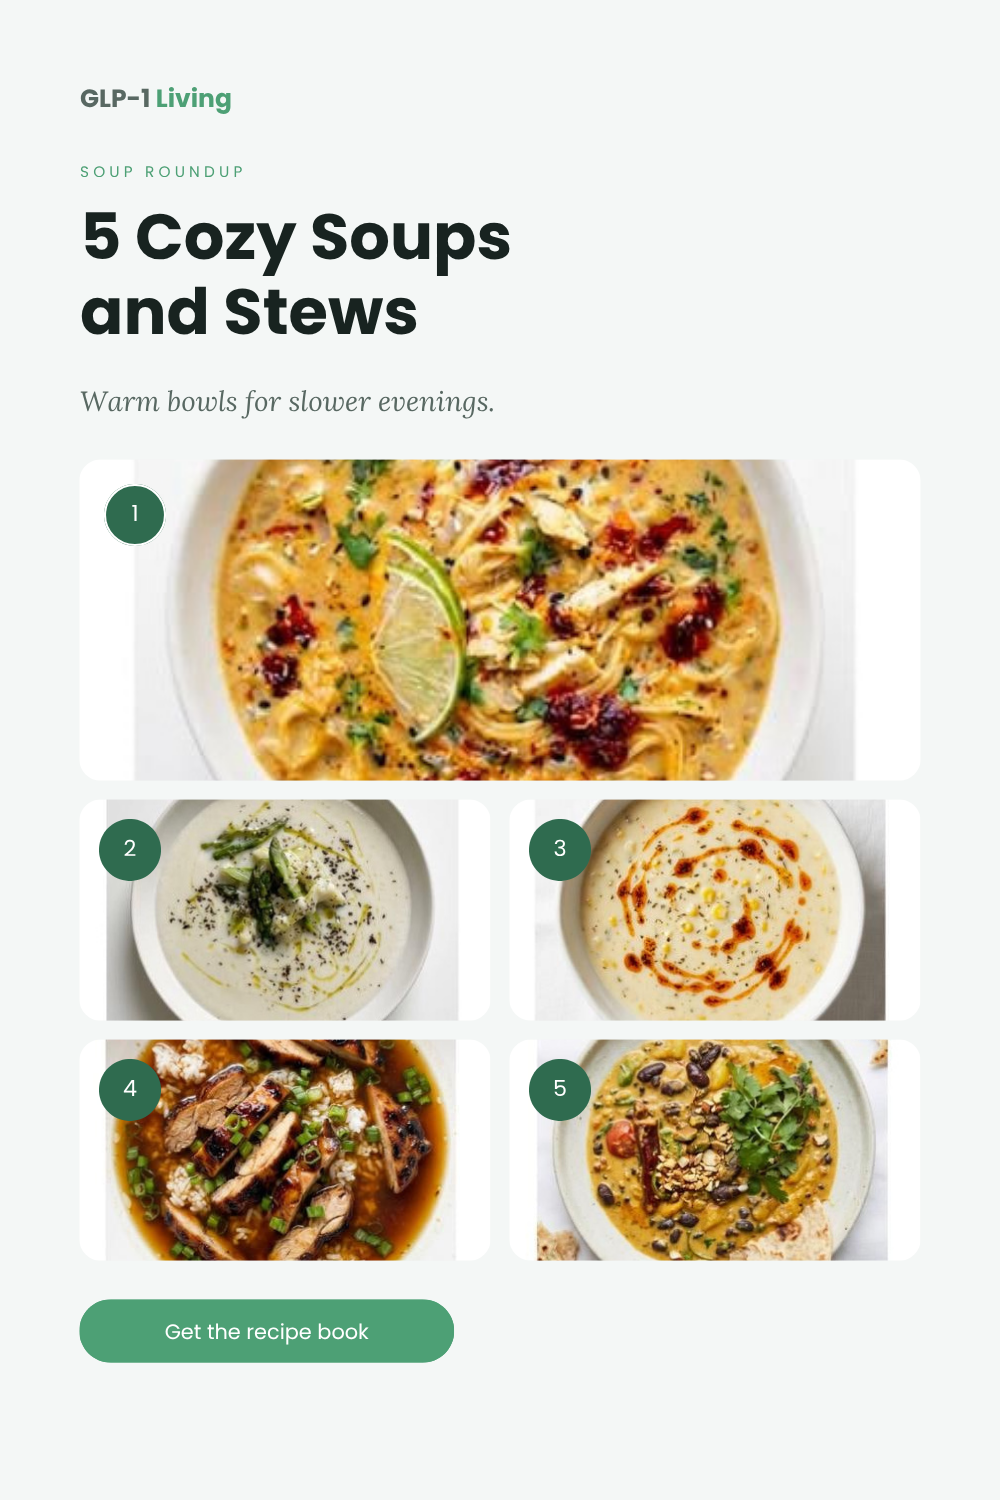 GLP-1 Living
SOUP ROUNDUP
5 Cozy Soups
and Stews
Warm bowls for slower evenings.
1
2
3
4
5
Get the recipe book